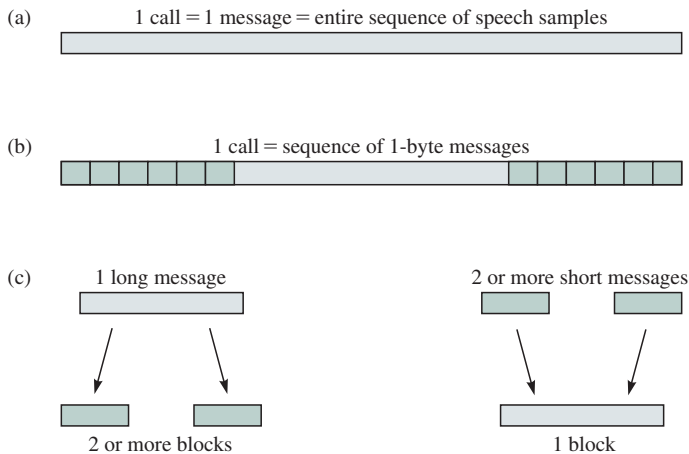 (a) 1 call = 1 message = entire sequence of speech samples
(b) 1 call = sequence of 1-byte messages
(c) 1 long message 2 or more short messages
2 or more blocks 1 block